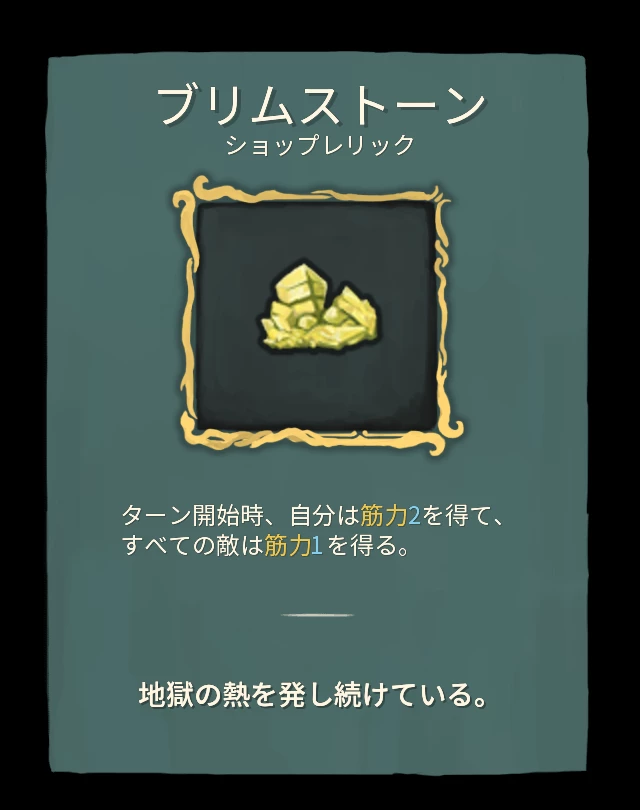 ブリムストーン
ショップレリック
ターン開始時、自分は筋力2を得て、
すべての敵は筋力1を得る。
地獄の熱を発し続けている。